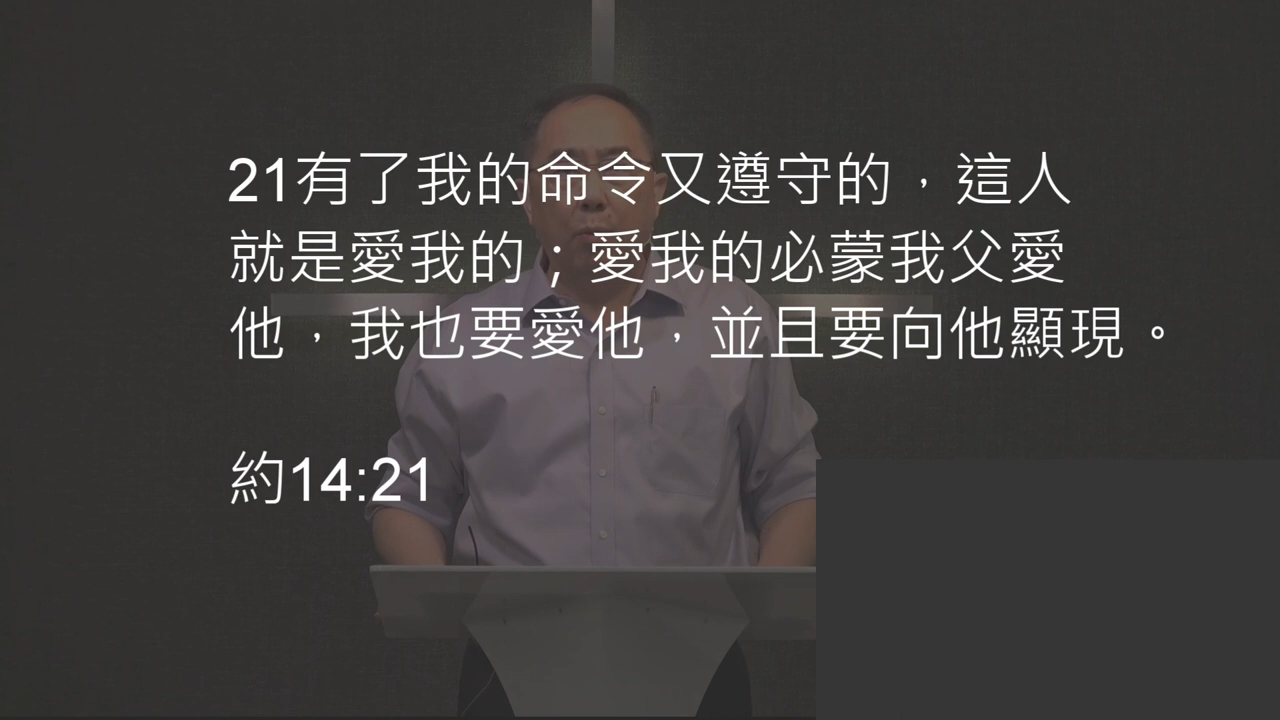 21有了我的命令又遵守的，這人
就是愛我的；愛我的必蒙我父愛
他，我也要愛他，並且要向他顯現。
約14:21